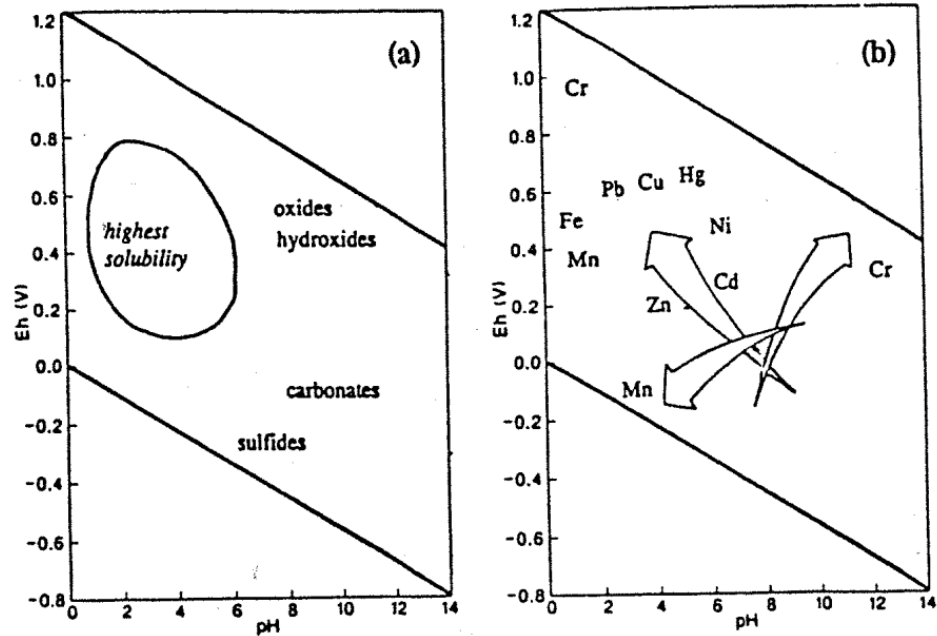 (a)
1.2
1.0
0.8
0.6
0.4
0.2
0.0
−0.2
−0.4
−0.6
−0.8
Eh (V)
highest
solubility
oxides
hydroxides
carbonates
sulfides
0 2 4 6 8 10 12 14
pH
(b)
1.2
1.0
0.8
0.6
0.4
0.2
0.0
−0.2
−0.4
−0.6
−0.8
Eh (V)
Cr
Pb Cu Hg
Fe Ni
Mn Cd Cr
Zn
Mn
0 2 4 6 8 10 12 14
pH